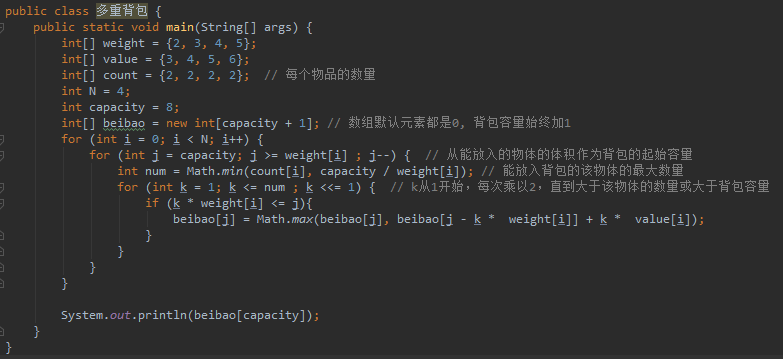 public class 多重背包 {
    public static void main(String[] args) {
        int[] weight = {2, 3, 4, 5};
        int[] value = {3, 4, 5, 6};
        int[] count = {2, 2, 2, 2};  // 每个物品的数量
        int N = 4;
        int capacity = 8;
        int[] beibao = new int[capacity + 1]; // 数组默认元素都是0, 背包容量始终加1
        for (int i = 0; i < N; i++) {
            for (int j = capacity; j >= weight[i] ; j--) {  // 从能放入的物体的体积作为背包的起始容量
                int num = Math.min(count[i], capacity / weight[i]); // 能放入背包的该物体的最大数量
                for (int k = 1; k <= num ; k <<= 1) {  // k从1开始，每次乘以2，直到大于该物体的数量或大于背包容量
                    if (k * weight[i] <= j){
                        beibao[j] = Math.max(beibao[j], beibao[j - k *  weight[i]] + k *  value[i]);
                    }
                }
            }
        }

        System.out.println(beibao[capacity]);
    }
}